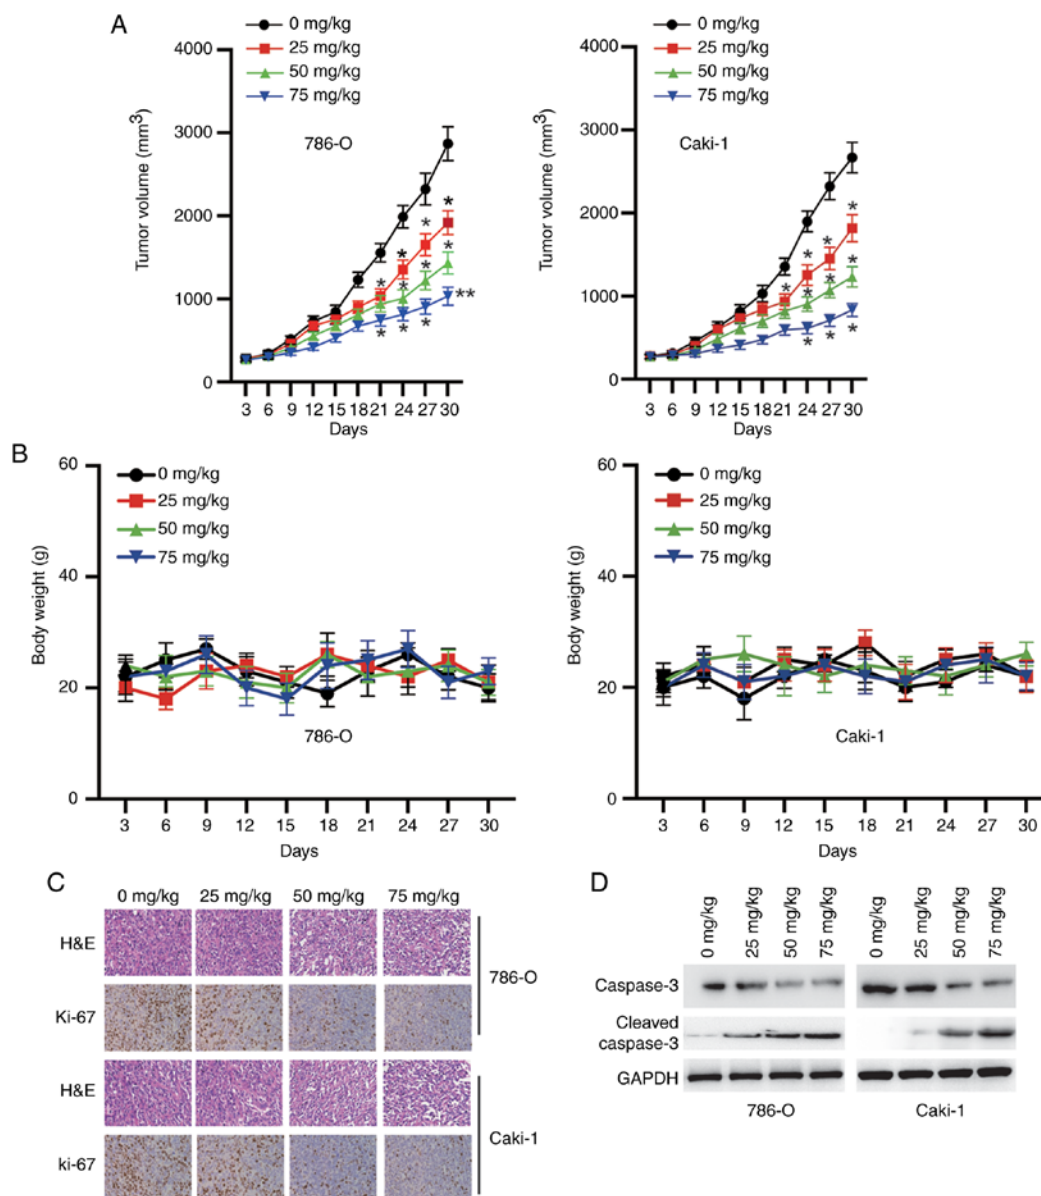 A
0 mg/kg
25 mg/kg
50 mg/kg
75 mg/kg
786-O
Tumor volume (mm3)
4000
3000
2000
1000
0
3 6 9 12 15 18 21 24 27 30
Days
* * * * * * * ** * * *
0 mg/kg
25 mg/kg
50 mg/kg
75 mg/kg
Caki-1
Tumor volume (mm3)
4000
3000
2000
1000
0
3 6 9 12 15 18 21 24 27 30
Days
* * * * * * * * * *
B
0 mg/kg
25 mg/kg
50 mg/kg
75 mg/kg
Body weight (g)
60
40
20
0
786-O
3 6 9 12 15 18 21 24 27 30
Days
0 mg/kg
25 mg/kg
50 mg/kg
75 mg/kg
Body weight (g)
60
40
20
0
Caki-1
3 6 9 12 15 18 21 24 27 30
Days
C
0 mg/kg 25 mg/kg 50 mg/kg 75 mg/kg
H&E
Ki-67
786-O
H&E
ki-67
Caki-1
D
0 mg/kg 25 mg/kg 50 mg/kg 75 mg/kg 0 mg/kg 25 mg/kg 50 mg/kg 75 mg/kg
Caspase-3
Cleaved
caspase-3
GAPDH
786-O Caki-1